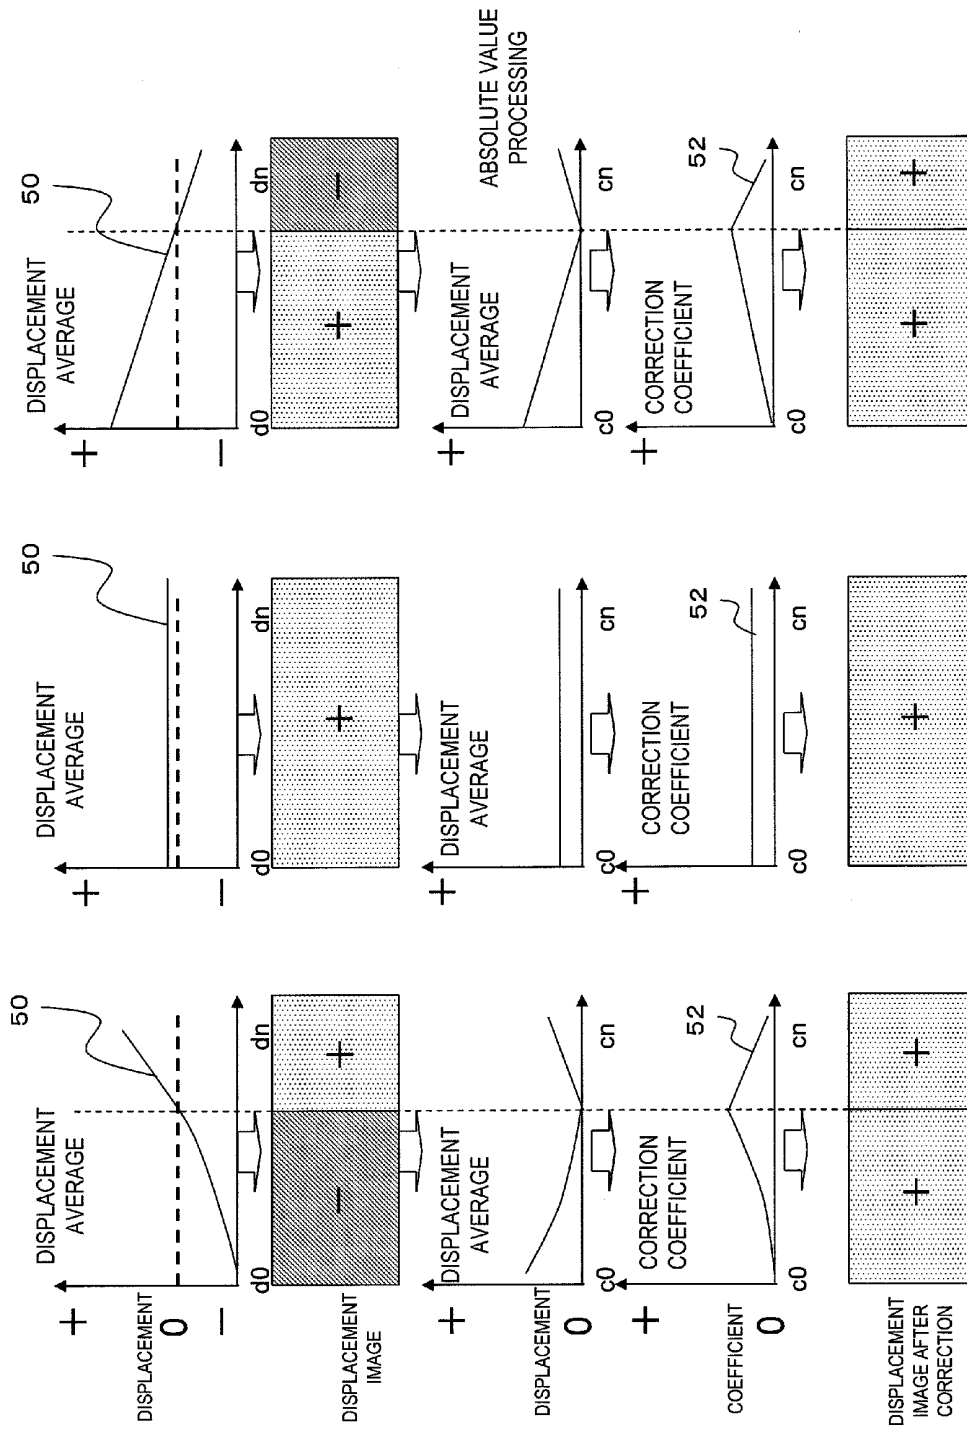 50
DISPLACEMENT
AVERAGE
+
DISPLACEMENT
0
−
d0
dn
50
DISPLACEMENT
AVERAGE
+
−
d0
dn
50
DISPLACEMENT
AVERAGE
+
−
d0
dn
DISPLACEMENT
IMAGE
−
+
+
+
−
DISPLACEMENT
AVERAGE
+
DISPLACEMENT
0
c0
cn
DISPLACEMENT
AVERAGE
+
c0
cn
DISPLACEMENT
AVERAGE
+
c0
cn
ABSOLUTE VALUE
PROCESSING
CORRECTION
COEFFICIENT
+
COEFFICIENT
0
52
c0
cn
CORRECTION
COEFFICIENT
+
52
c0
cn
CORRECTION
COEFFICIENT
+
52
c0
cn
DISPLACEMENT
IMAGE AFTER
CORRECTION
+
+
+
+
+